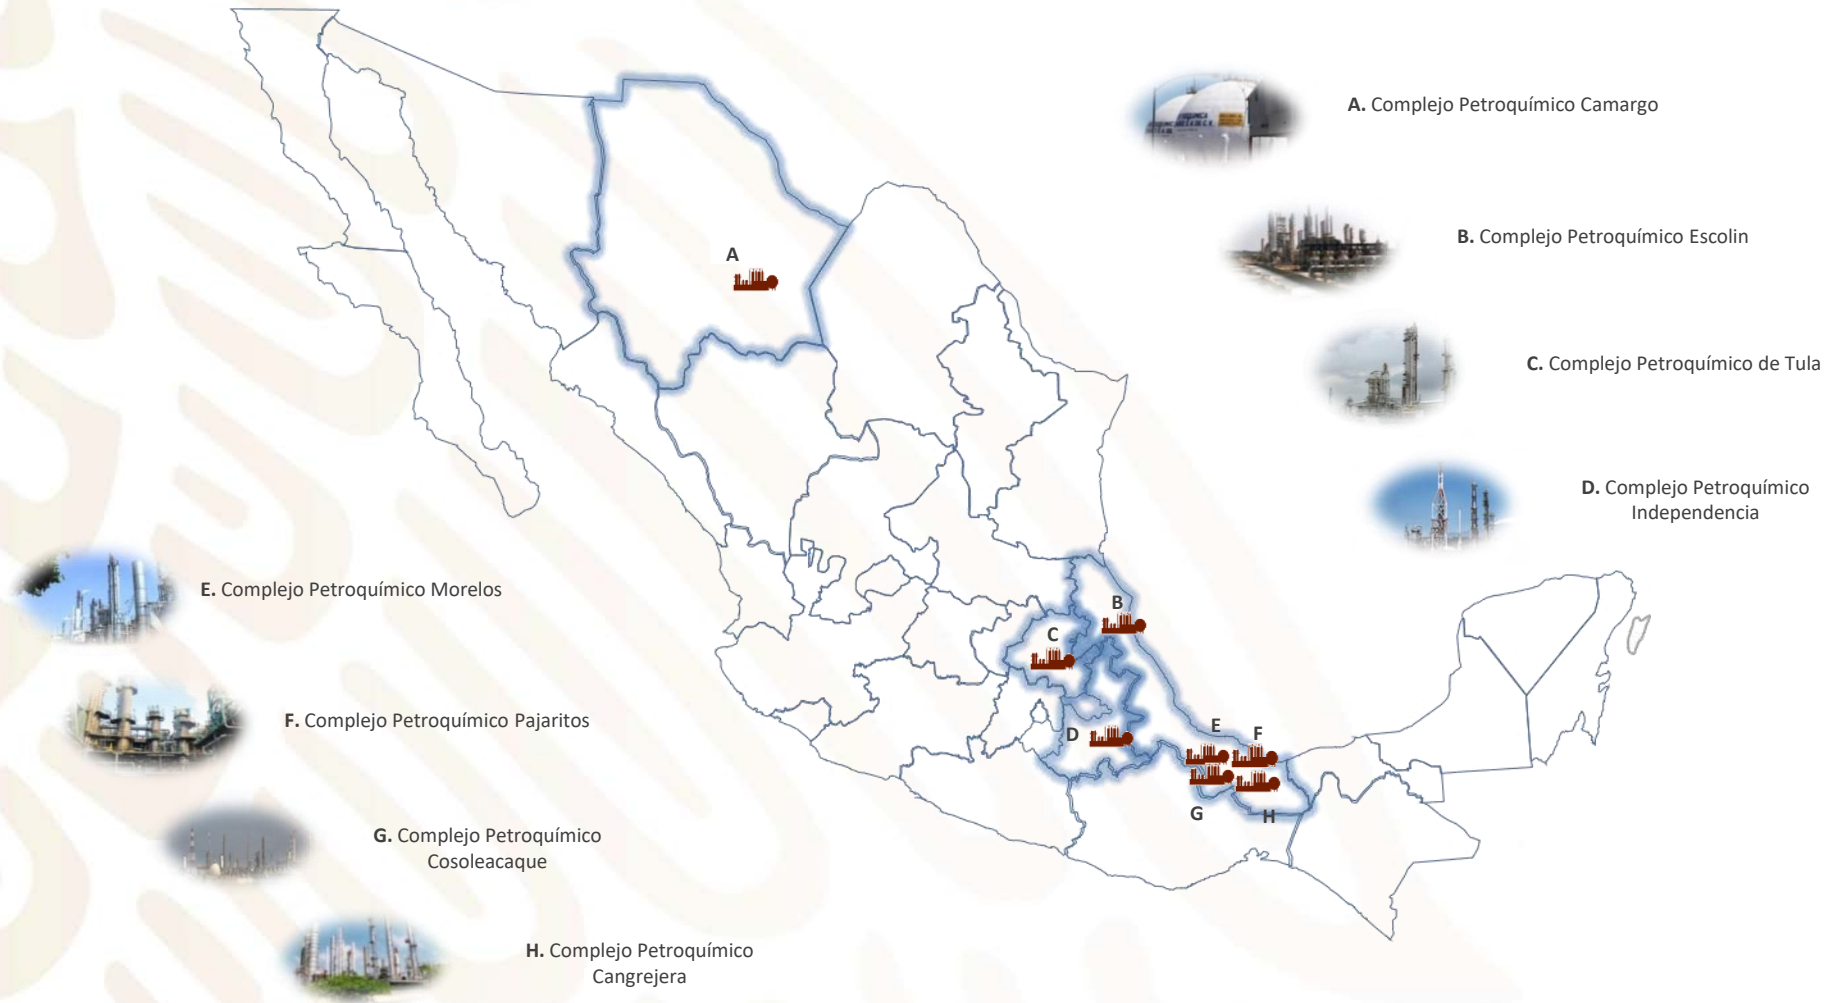 A. Complejo Petroquímico Camargo
B. Complejo Petroquímico Escolin
C. Complejo Petroquímico de Tula
D. Complejo Petroquímico
Independencia
E. Complejo Petroquímico Morelos
F. Complejo Petroquímico Pajaritos
G. Complejo Petroquímico
Cosoleacaque
H. Complejo Petroquímico
Cangrejera
A
B
C
D
E
F
G
H